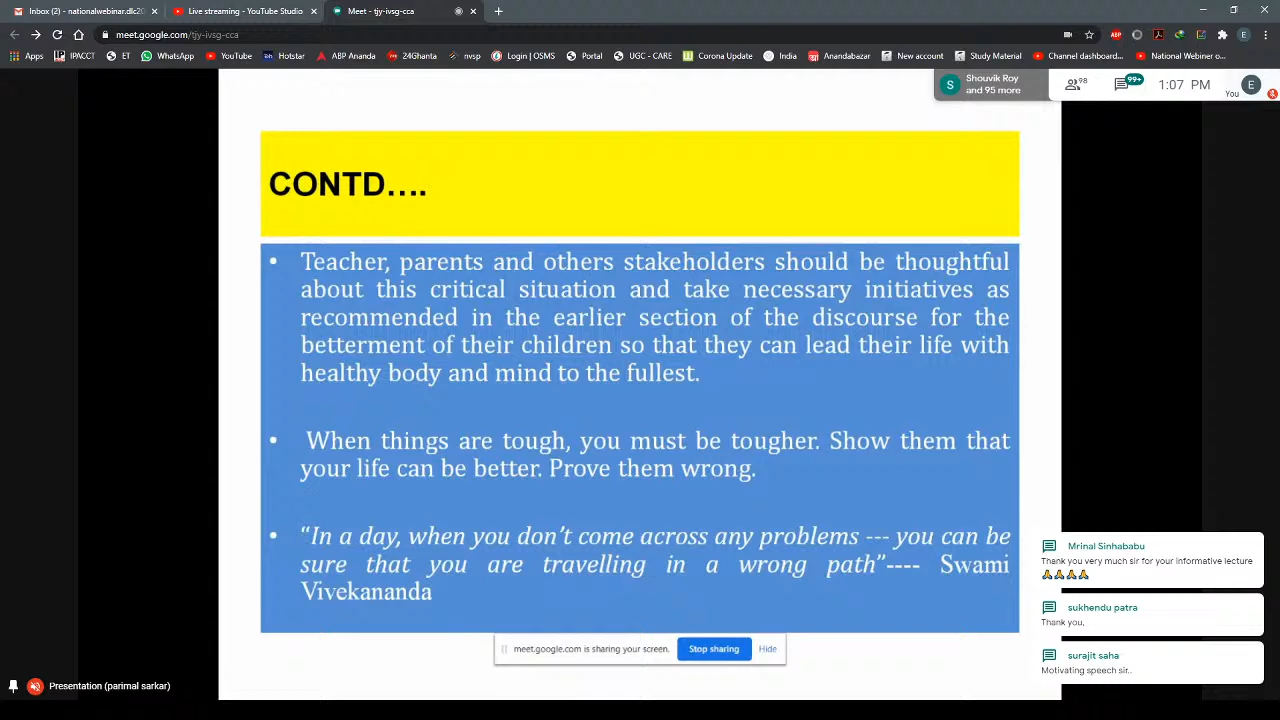 Inbox (2) - nationalwebinar.dlc20
Live streaming - YouTube Studio
Meet - tjy-ivsg-cca
meet.google.com/tjy-ivsg-cca
Apps IPACCT ET WhatsApp YouTube Hotstar ABP Ananda 24Ghanta nvsp Login | OSMS Portal UGC - CARE Corona Update India Anandabazar New account Study Material Channel dashboard... National Webiner o...
Shouvik Roy
and 95 more
98
99+
1:07 PM
You
E
S
CONTD….
• Teacher, parents and others stakeholders should be thoughtful
about this critical situation and take necessary initiatives as
recommended in the earlier section of the discourse for the
betterment of their children so that they can lead their life with
healthy body and mind to the fullest.
• When things are tough, you must be tougher. Show them that
your life can be better. Prove them wrong.
• “In a day, when you don’t come across any problems --- you can be
sure that you are travelling in a wrong path”---- Swami
Vivekananda
meet.google.com is sharing your screen. Stop sharing Hide
Mrinal Sinhababu
Thank you very much sir for your informative lecture
🙏🙏🙏🙏
sukhendu patra
Thank you,
surajit saha
Motivating speech sir..
Presentation (parimal sarkar)